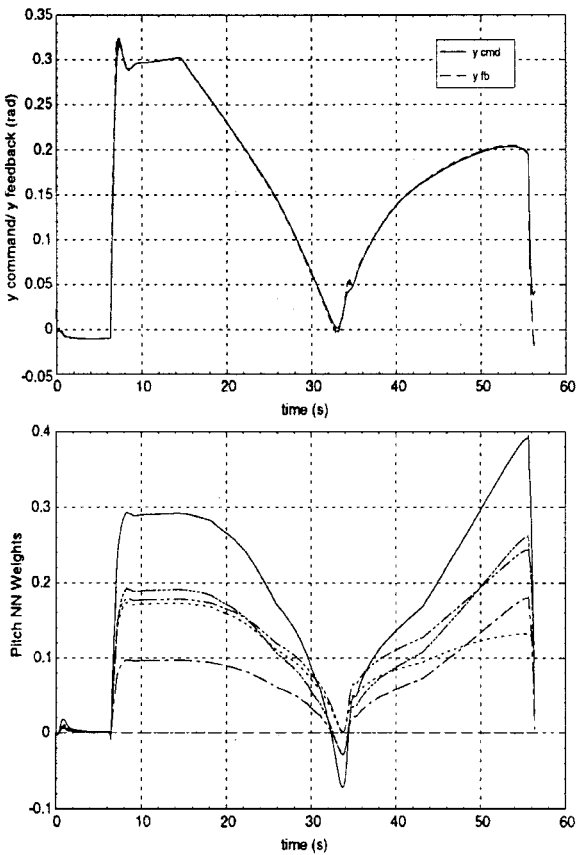 0.35
0.3
0.25
0.2
0.15
0.1
0.05
0
-0.05
y command/ y feedback (rad)
y cmd
y fb
0 10 20 30 40 50 60
time (s)
0.4
0.3
0.2
0.1
0
-0.1
Pitch NN Weights
0 10 20 30 40 50 60
time (s)